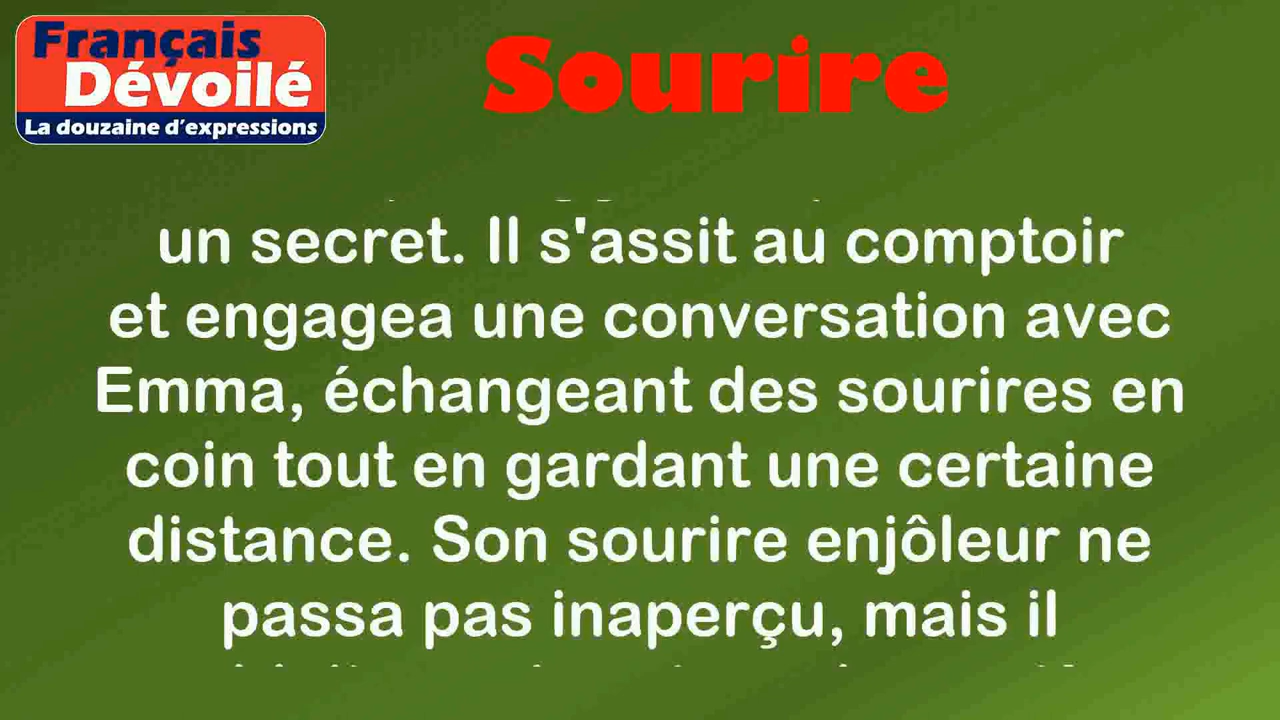 Français
Dévoilé
La douzaine d'expressions
Sourire
un secret. Il s'assit au comptoir
et engagea une conversation avec
Emma, échangeant des sourires en
coin tout en gardant une certaine
distance. Son sourire enjôleur ne
passa pas inaperçu, mais il